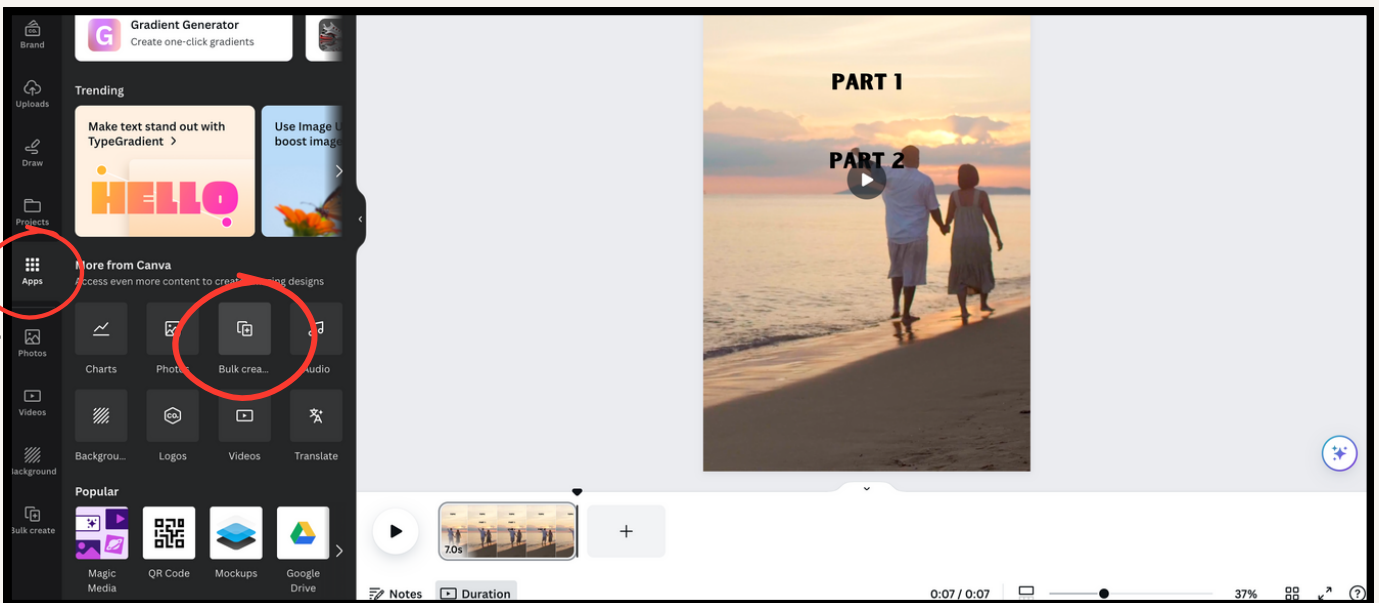 Brand
Uploads
Draw
Projects
Apps
Photos
Videos
Background
Bulk create
Gradient Generator
Create one-click gradients
Trending
Make text stand out with
TypeGradient >
HELLO
Use Image U
boost image
More from Canva
Access even more content to create designs
Charts
Photos
Bulk crea...
Audio
Backgrou...
Logos
Videos
Translate
Popular
Magic
Media
QR Code
Mockups
Google
Drive
PART 1
PART 2
7.0s
Notes
Duration
0:07 / 0:07
37%